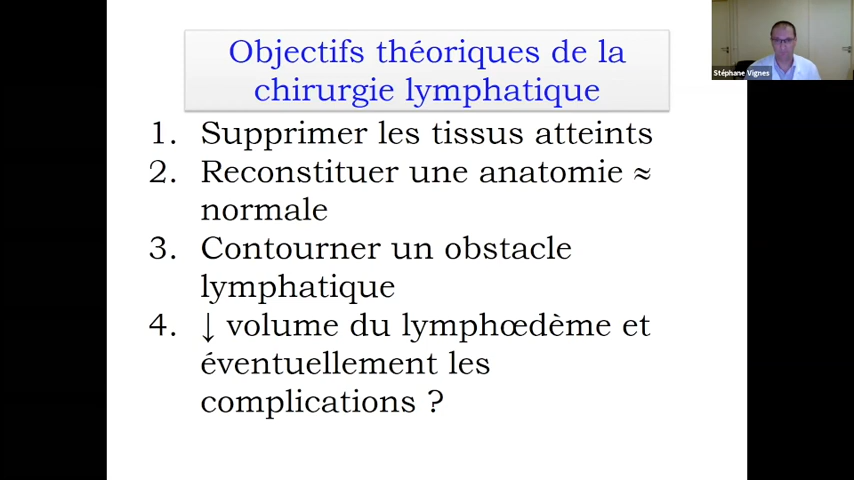 Objectifs théoriques de la
chirurgie lymphatique
1. Supprimer les tissus atteints
2. Reconstituer une anatomie ≈
normale
3. Contourner un obstacle
lymphatique
4. ↓ volume du lymphœdème et
éventuellement les
complications ?
Stéphane Vignes